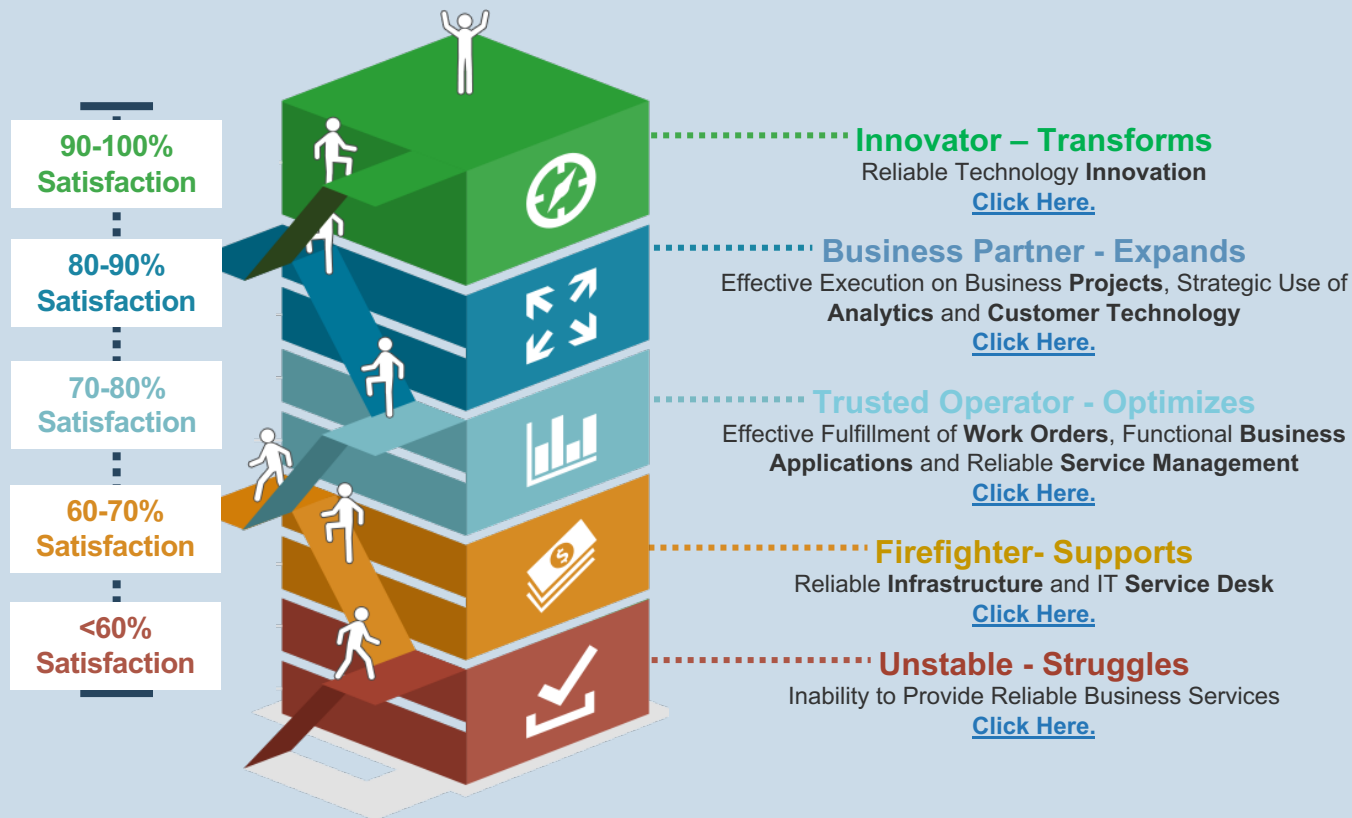 90-100%
Satisfaction
80-90%
Satisfaction
70-80%
Satisfaction
60-70%
Satisfaction
<60%
Satisfaction
$
Innovator – Transforms
Reliable Technology Innovation
Click Here.
Business Partner - Expands
Effective Execution on Business Projects, Strategic Use of
Analytics and Customer Technology
Click Here.
Trusted Operator - Optimizes
Effective Fulfillment of Work Orders, Functional Business
Applications and Reliable Service Management
Click Here.
Firefighter- Supports
Reliable Infrastructure and IT Service Desk
Click Here.
Unstable - Struggles
Inability to Provide Reliable Business Services
Click Here.